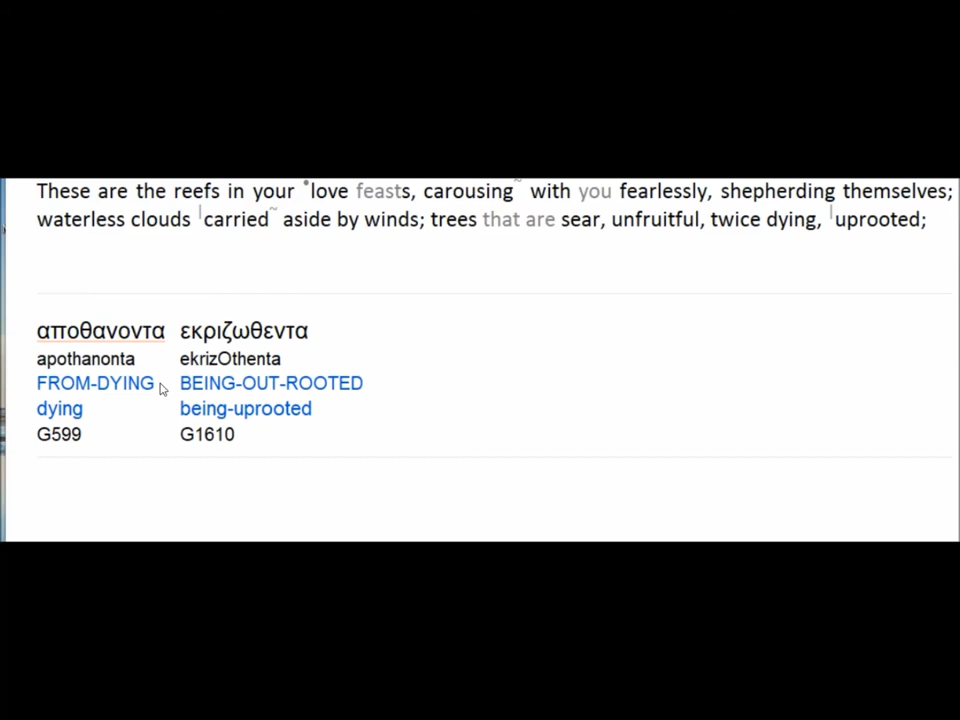 These are the reefs in your •love feasts, carousing~ with you fearlessly, shepherding themselves;
waterless clouds |carried~ aside by winds; trees that are sear, unfruitful, twice dying, |uprooted;
αποθανοντα εκριζωθεντα
apothanonta ekrizOthenta
FROM-DYING BEING-OUT-ROOTED
dying being-uprooted
G599 G1610